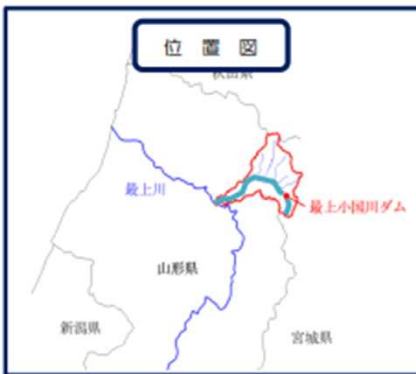 位置図
秋田県
最上川
最上小国川ダム
山形県
新潟県
宮城県